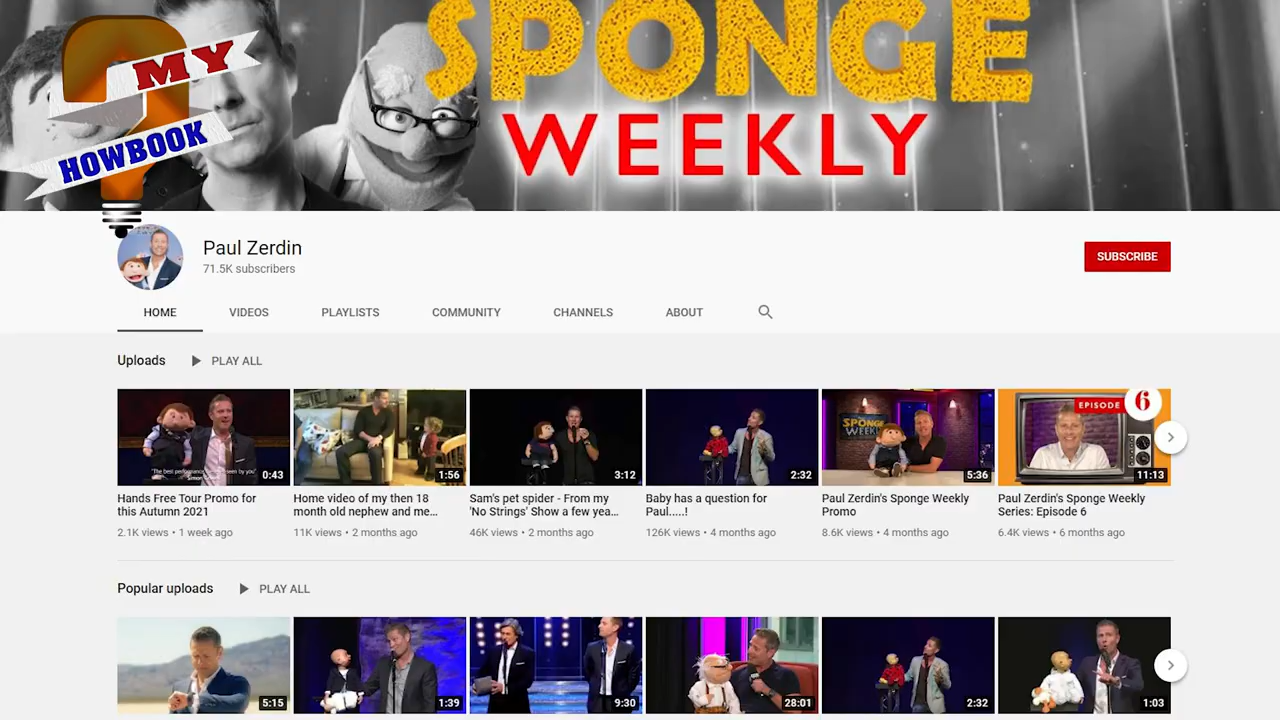 SPONGE
WEEKLY
MY
HOWBOOK
Paul Zerdin
71.5K subscribers
SUBSCRIBE
HOME VIDEOS PLAYLISTS COMMUNITY CHANNELS ABOUT
Uploads PLAY ALL
EPISODE 6
SPONGE
WEEKLY
0:43 1:56 3:12 2:32 5:36 11:13
Hands Free Tour Promo for
this Autumn 2021
2.1K views • 1 week ago
Home video of my then 18
month old nephew and me...
11K views • 2 months ago
Sam's pet spider - From my
'No Strings' Show a few yea...
46K views • 2 months ago
Baby has a question for
Paul.....!
126K views • 4 months ago
Paul Zerdin's Sponge Weekly
Promo
8.6K views • 4 months ago
Paul Zerdin's Sponge Weekly
Series: Episode 6
6.4K views • 6 months ago
Popular uploads PLAY ALL
5:15 1:39 9:30 28:01 2:32 1:03